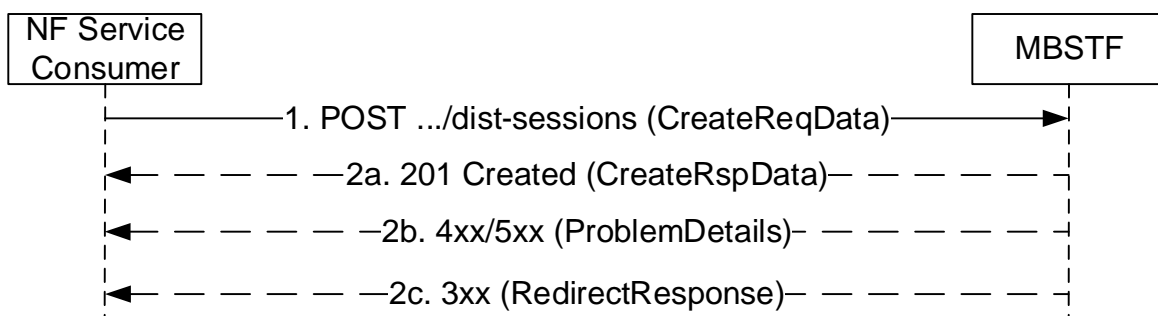 NF Service
Consumer
MBSTF
1. POST .../dist-sessions (CreateReqData)
2a. 201 Created (CreateRspData)
2b. 4xx/5xx (ProblemDetails)
2c. 3xx (RedirectResponse)